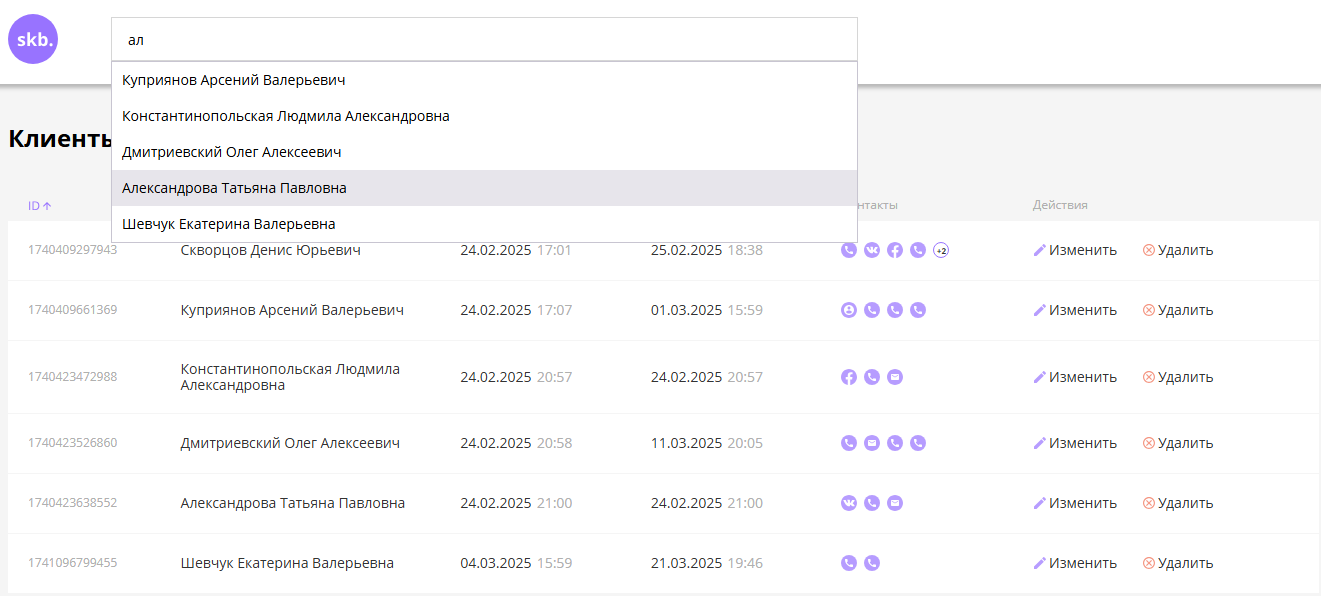 skb.
ал
Куприянов Арсений Валерьевич
Константинопольская Людмила Александровна
Дмитриевский Олег Алексеевич
Александрова Татьяна Павловна
Шевчук Екатерина Валерьевна
Клиенты
ID нтакты Действия
1740409297943 Скворцов Денис Юрьевич 24.02.2025 17:01 25.02.2025 18:38 +2 Изменить Удалить
1740409661369 Куприянов Арсений Валерьевич 24.02.2025 17:07 01.03.2025 15:59 Изменить Удалить
1740423472988 Константинопольская Людмила
Александровна 24.02.2025 20:57 24.02.2025 20:57 Изменить Удалить
1740423526860 Дмитриевский Олег Алексеевич 24.02.2025 20:58 11.03.2025 20:05 Изменить Удалить
1740423638552 Александрова Татьяна Павловна 24.02.2025 21:00 24.02.2025 21:00 Изменить Удалить
1741096799455 Шевчук Екатерина Валерьевна 04.03.2025 15:59 21.03.2025 19:46 Изменить Удалить